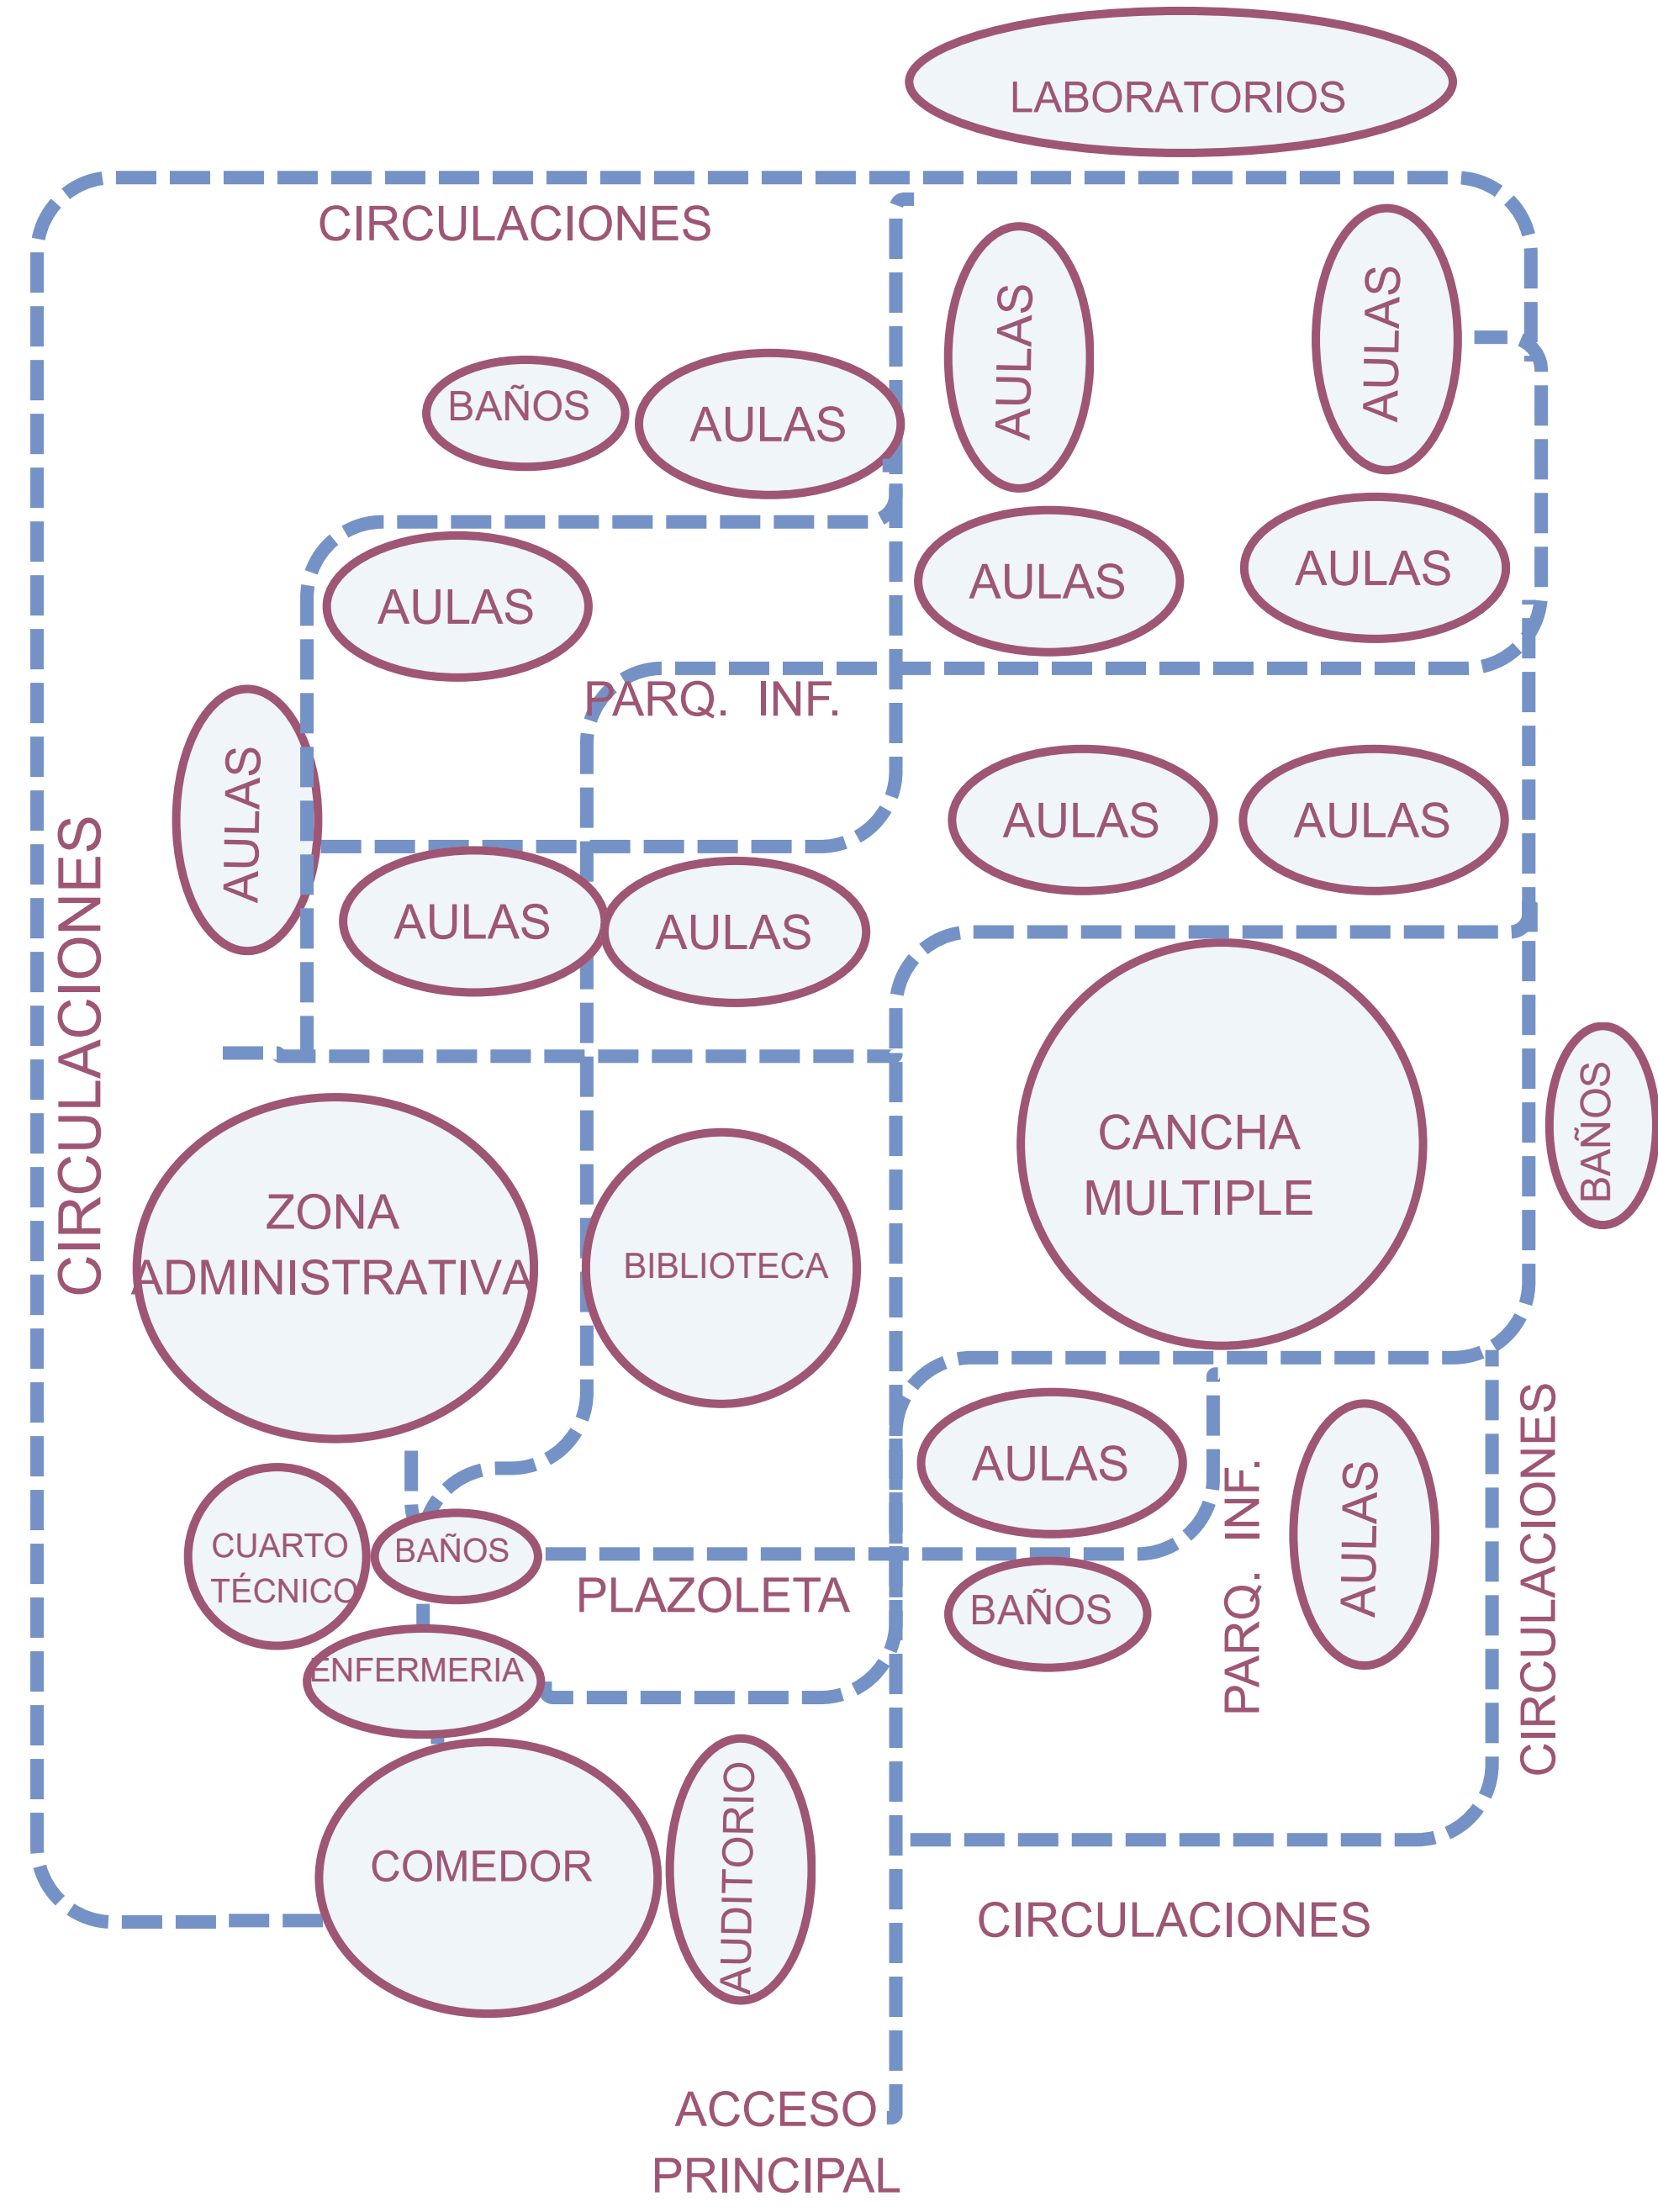 LABORATORIOS
CIRCULACIONES
AULAS
AULAS
BAÑOS
AULAS
AULAS
AULAS
AULAS
PARQ. INF.
AULAS
AULAS
AULAS
AULAS
AULAS
CIRCULACIONES
CANCHA
MULTIPLE
BAÑOS
ZONA
ADMINISTRATIVA
BIBLIOTECA
AULAS
AULAS
PARQ. INF.
CIRCULACIONES
CUARTO
TÉCNICO
BAÑOS
PLAZOLETA
BAÑOS
ENFERMERIA
COMEDOR
AUDITORIO
CIRCULACIONES
ACCESO
PRINCIPAL